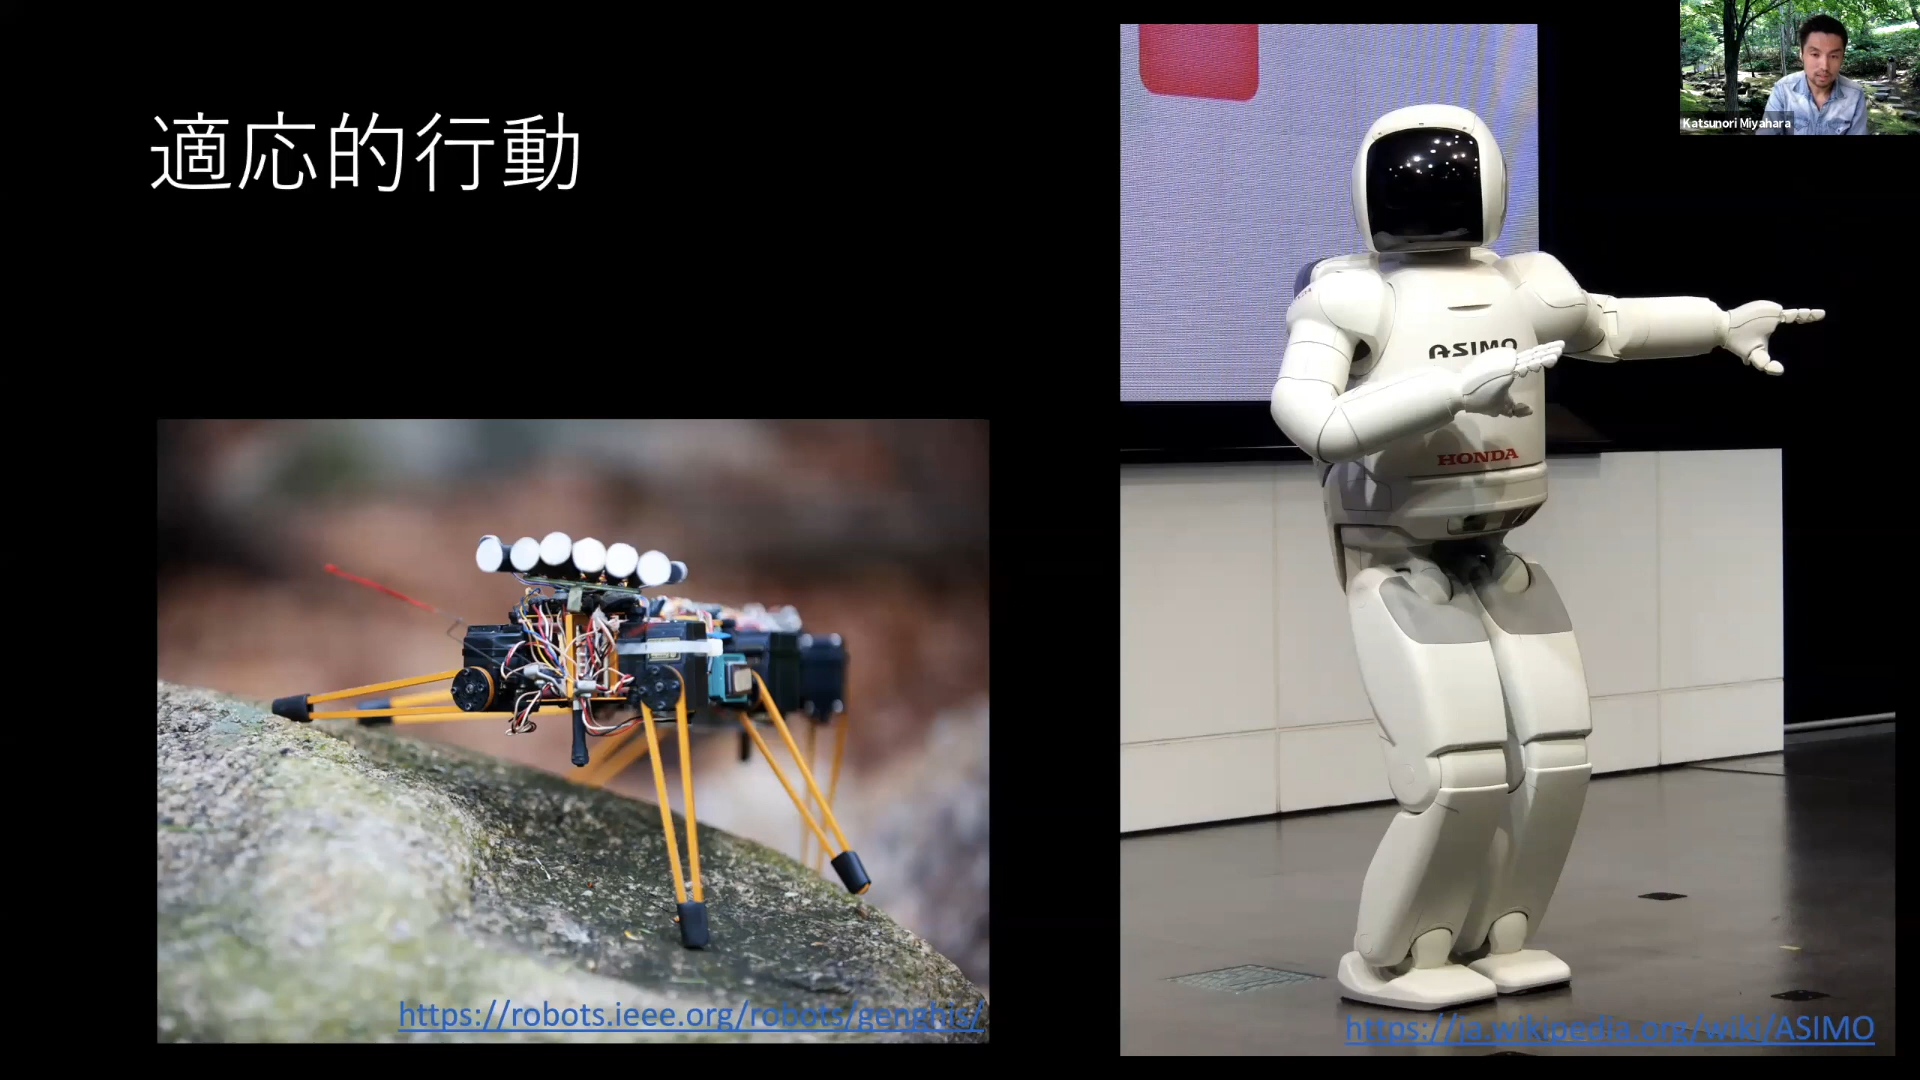 適応的行動
Katsunori Miyahara
ASIMO
HONDA
https://robots.ieee.org/robots/genghis/
https://ja.wikipedia.org/wiki/ASIMO